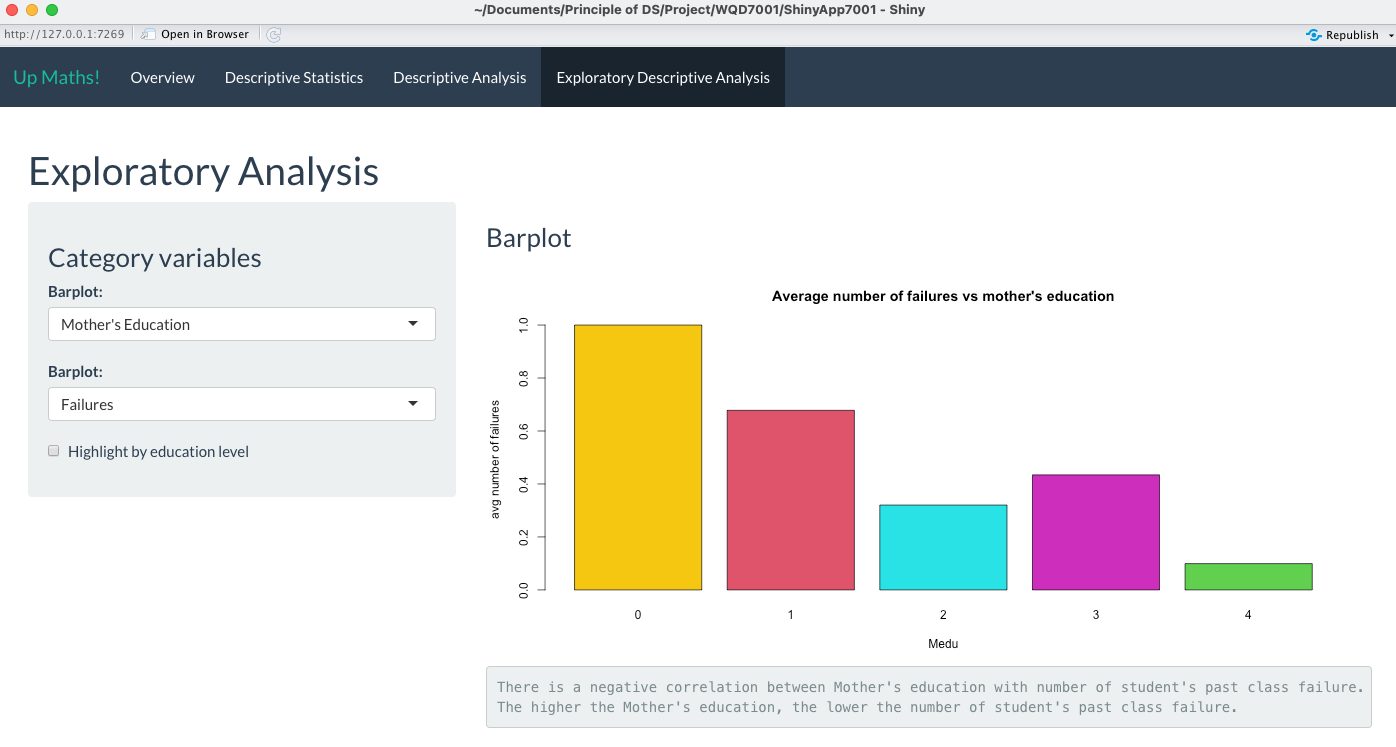 ~/Documents/Principle of DS/Project/WQD7001/ShinyApp7001 - Shiny
http://127.0.0.1:7269 Open in Browser Republish
Up Maths! Overview Descriptive Statistics Descriptive Analysis Exploratory Descriptive Analysis
Exploratory Analysis
Category variables
Barplot:
Mother's Education
Barplot:
Failures
Highlight by education level
Barplot
Average number of failures vs mother's education
avg number of failures
1.0
0.8
0.6
0.4
0.2
0.0
0 1 2 3 4
Medu
There is a negative correlation between Mother's education with number of student's past class failure.
The higher the Mother's education, the lower the number of student's past class failure.